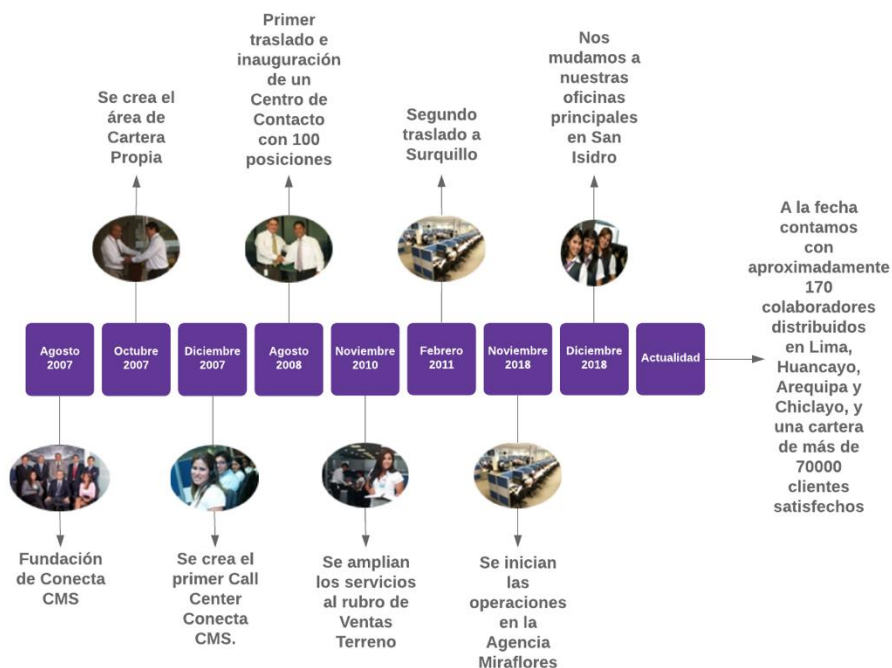 Primer
traslado e
inauguración
de un
Centro de
Contacto
con 100
posiciones
Nos
mudamos a
nuestras
oficinas
principales
en San
Isidro
Se crea el
área de
Cartera
Propia
Segundo
traslado a
Surquillo
A la fecha
contamos
con
aproximadamente
170
colaboradores
distribuidos
en Lima,
Huancayo,
Arequipa y
Chiclayo, y
una cartera
de más de
70000
clientes
satisfechos
Agosto
2007
Octubre
2007
Diciembre
2007
Agosto
2008
Noviembre
2010
Febrero
2011
Noviembre
2018
Diciembre
2018
Actualidad
Fundación
de Conecta
CMS
Se crea el
primer Call
Center
Conecta
CMS.
Se amplian
los servicios
al rubro de
Ventas
Terreno
Se inician
las
operaciones
en la
Agencia
Miraflores